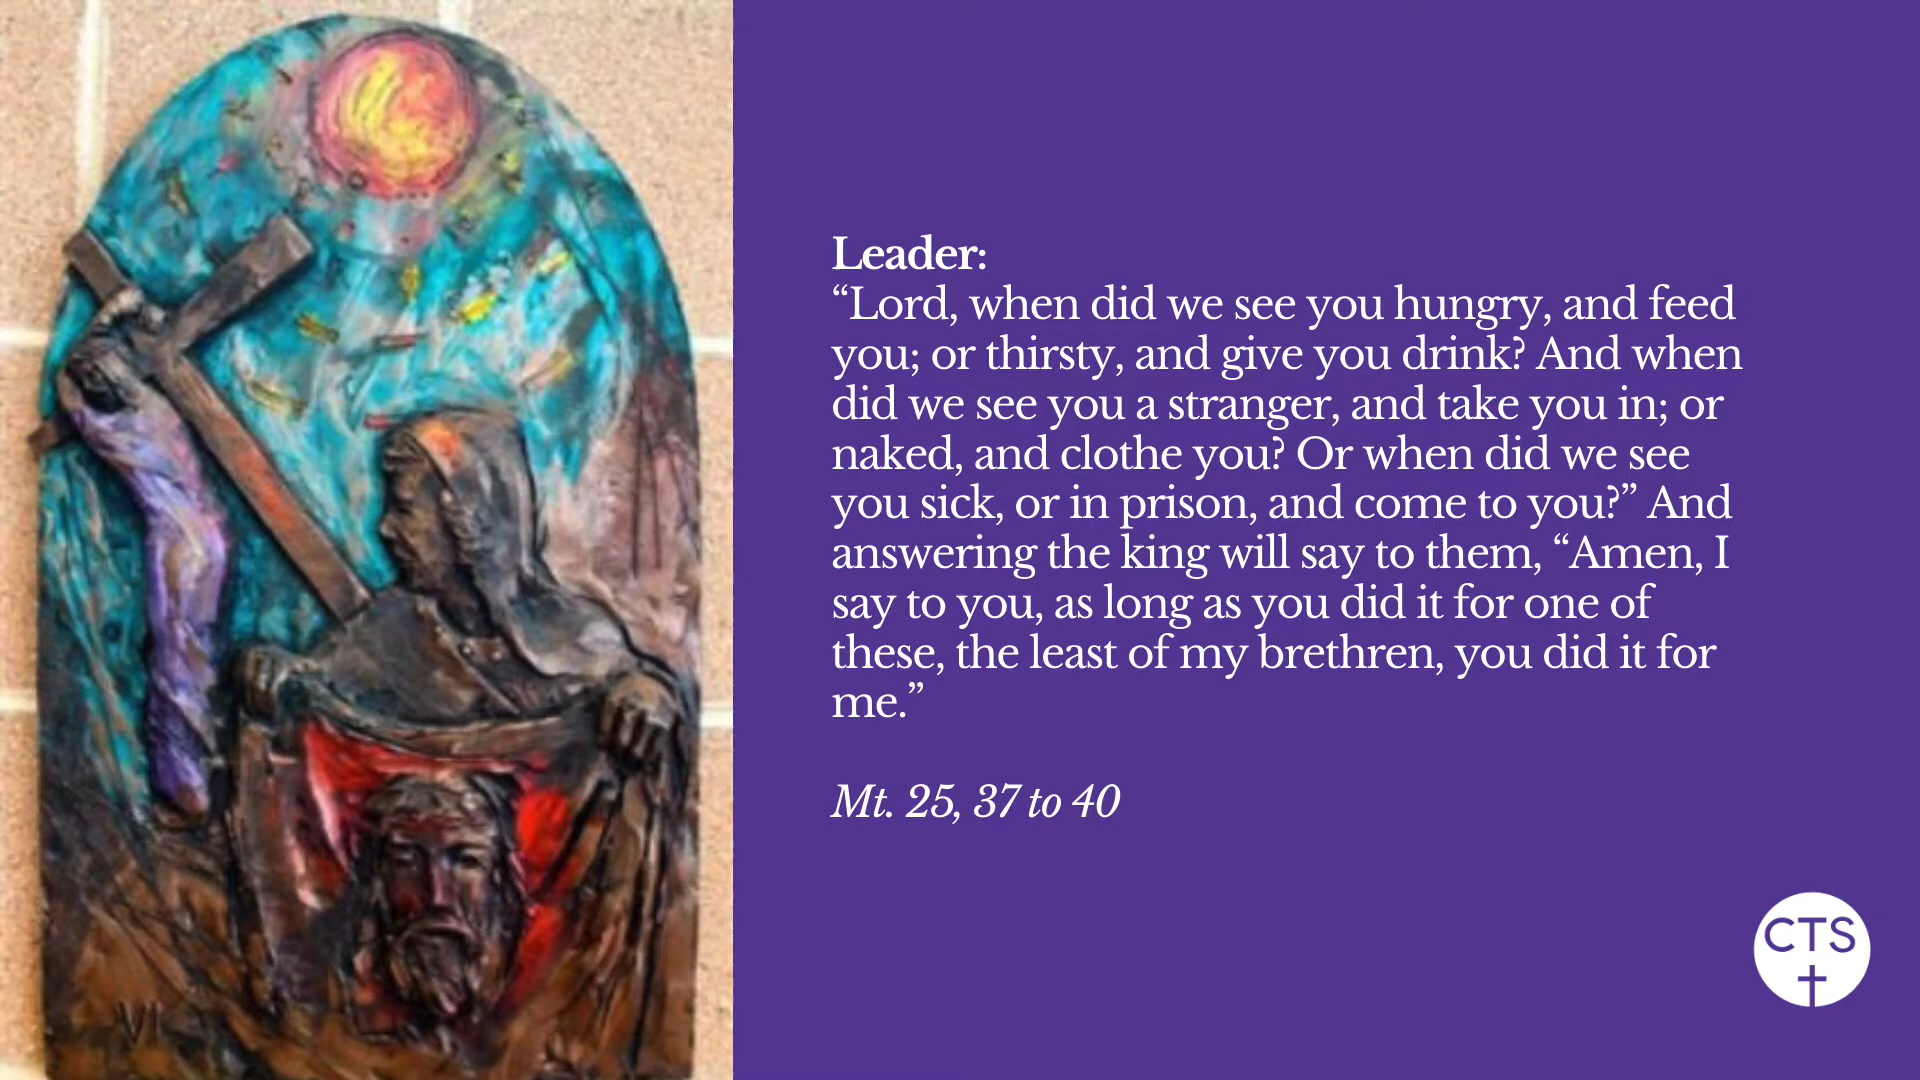 Leader:
“Lord, when did we see you hungry, and feed
you; or thirsty, and give you drink? And when
did we see you a stranger, and take you in; or
naked, and clothe you? Or when did we see
you sick, or in prison, and come to you?” And
answering the king will say to them, “Amen, I
say to you, as long as you did it for one of
these, the least of my brethren, you did it for
me.”
Mt. 25, 37 to 40
CTS
VI